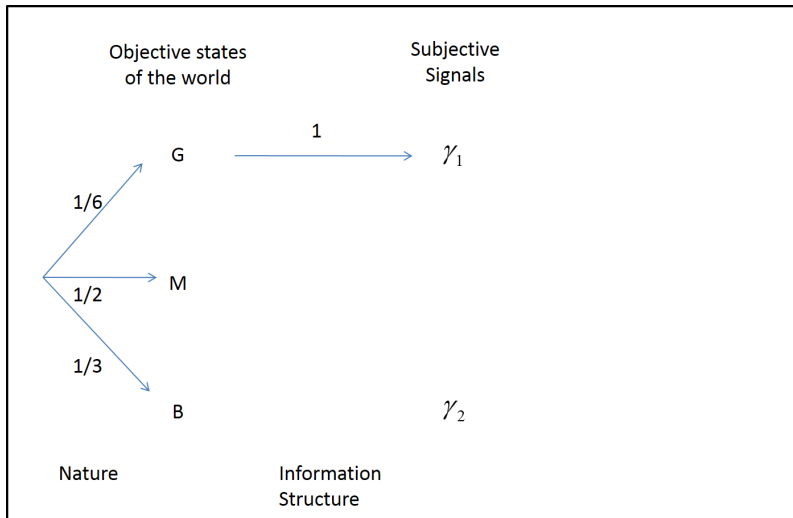 Objective states
of the world
Subjective
Signals
1
G
γ₁
1/6
M
1/2
1/3
B
γ₂
Nature
Information
Structure